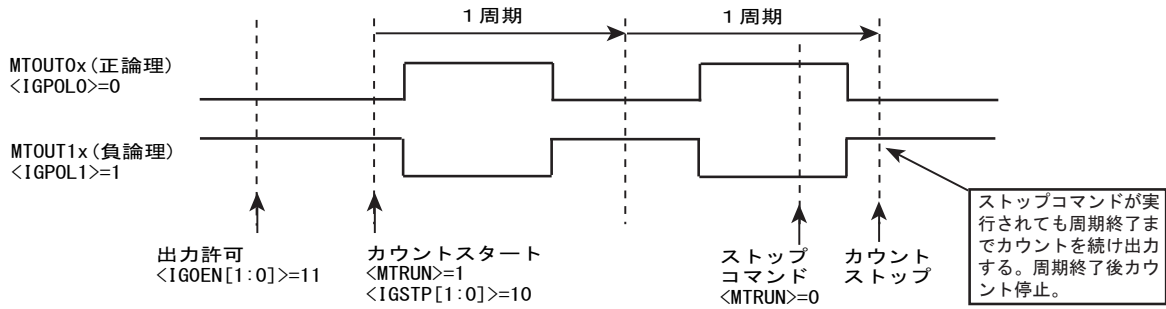 1周期
1周期
MTOUT0x(正論理)
<IGPOL0>=0
MTOUT1x(負論理)
<IGPOL1>=1
出力許可
<IGOEN[1:0]>=11
カウントスタート
<MTRUN>=1
<IGSTP[1:0]>=10
ストップ
コマンド
<MTRUN>=0
カウント
ストップ
ストップコマンドが実
行されても周期終了ま
でカウントを続け出力
する。周期終了後カウ
ント停止。